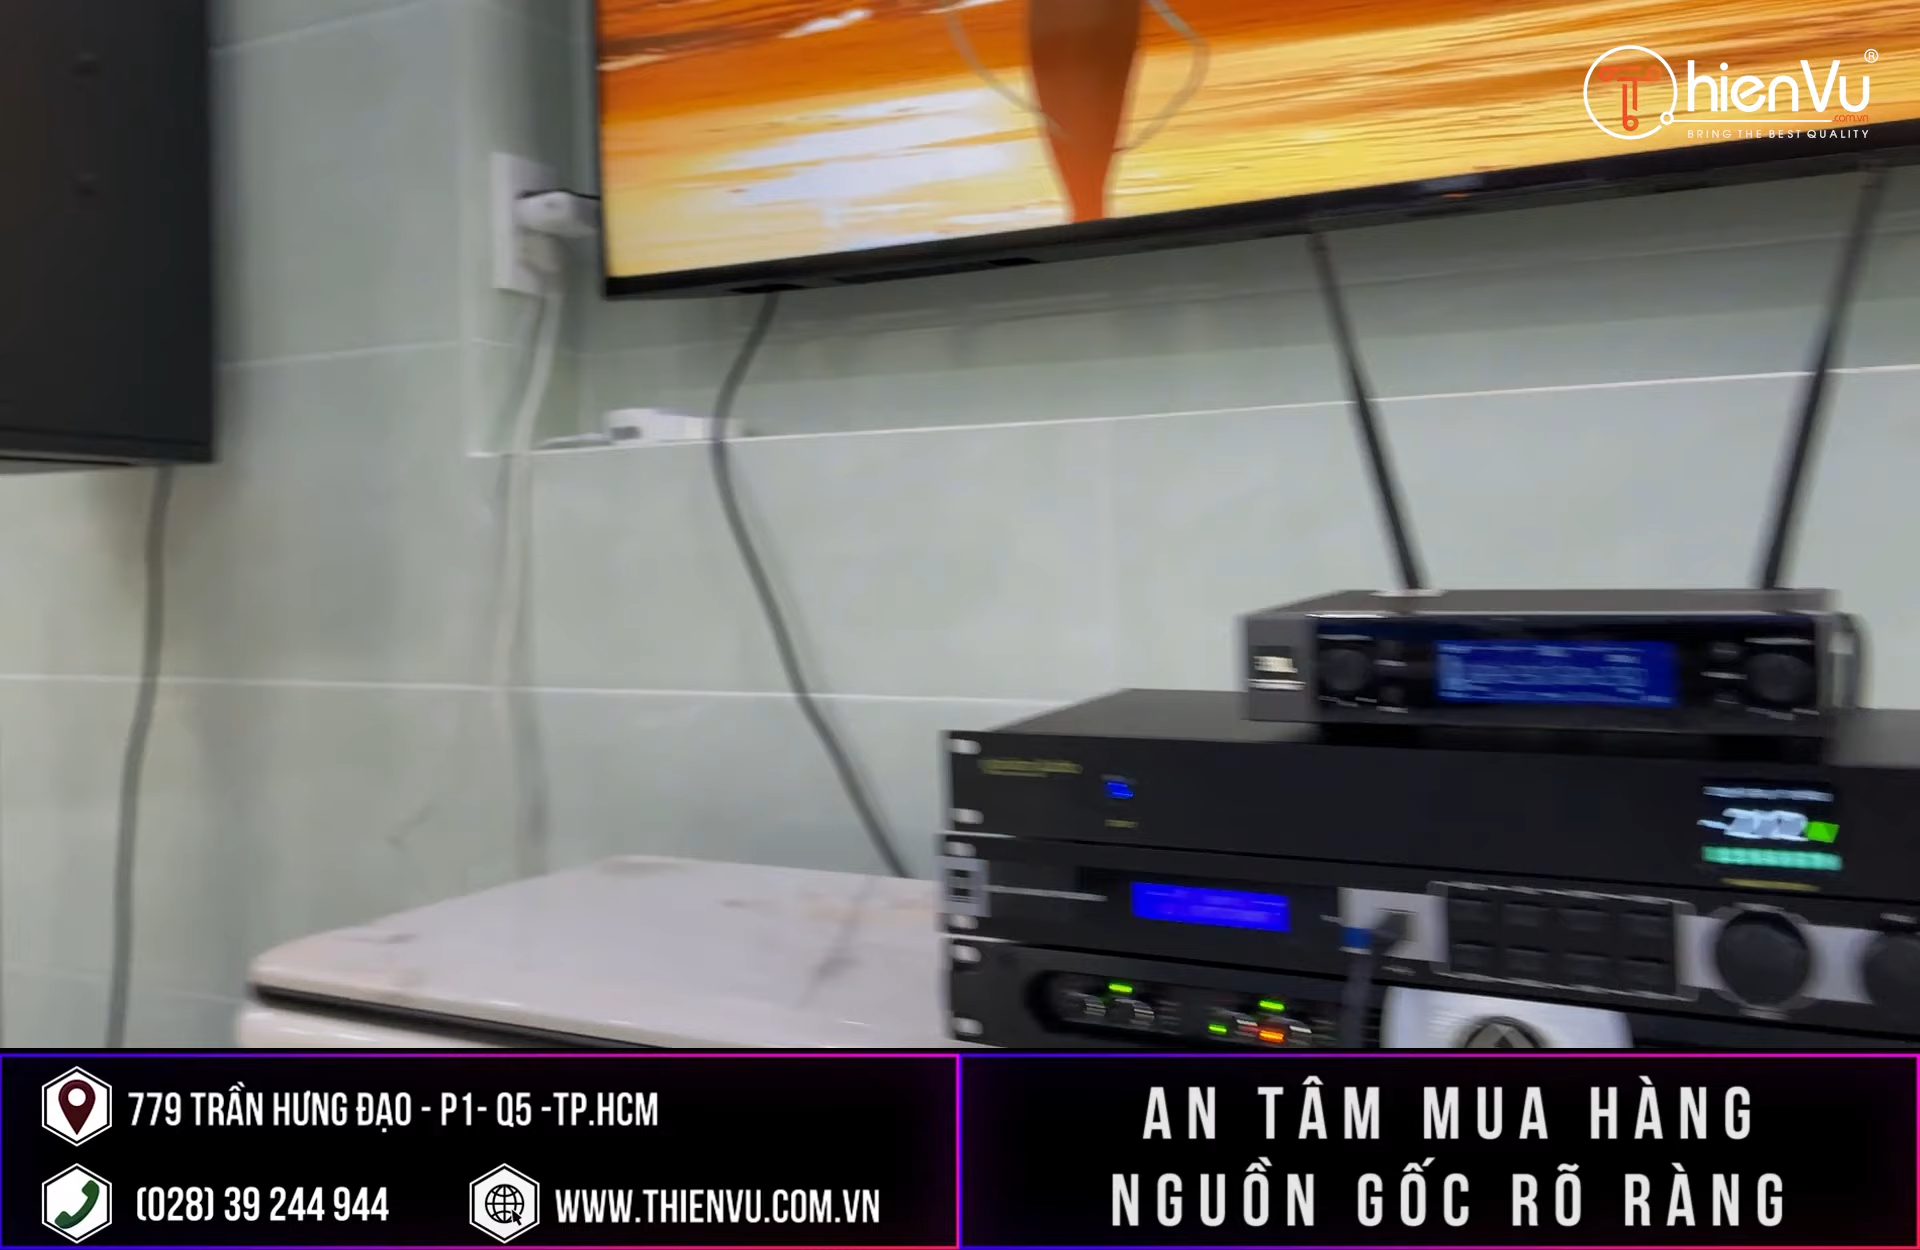 ThienVu®
.com.vn
BRING THE BEST QUALITY
JBL
779 TRẦN HƯNG ĐẠO - P1- Q5 -TP.HCM
(028) 39 244 944
WWW.THIENVU.COM.VN
AN TÂM MUA HÀNG
NGUỒN GỐC RÕ RÀNG